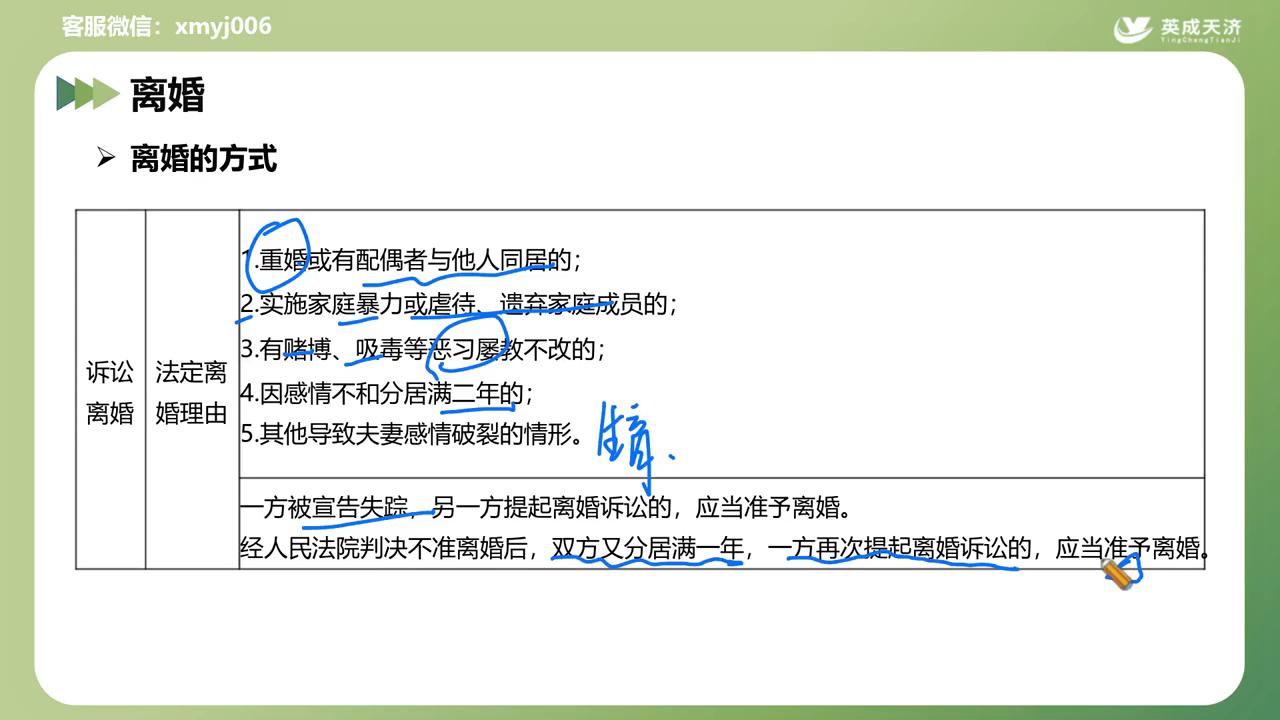 客服微信：xmyj006
英成天济
YingChengTianJi
离婚
离婚的方式
诉讼离婚
法定离婚理由
1.重婚或有配偶者与他人同居的；
2.实施家庭暴力或虐待、遗弃家庭成员的；
3.有赌博、吸毒等恶习屡教不改的；
4.因感情不和分居满二年的；
5.其他导致夫妻感情破裂的情形。
生育
一方被宣告失踪，另一方提起离婚诉讼的，应当准予离婚。
经人民法院判决不准离婚后，双方又分居满一年，一方再次提起离婚诉讼的，应当准予离婚。